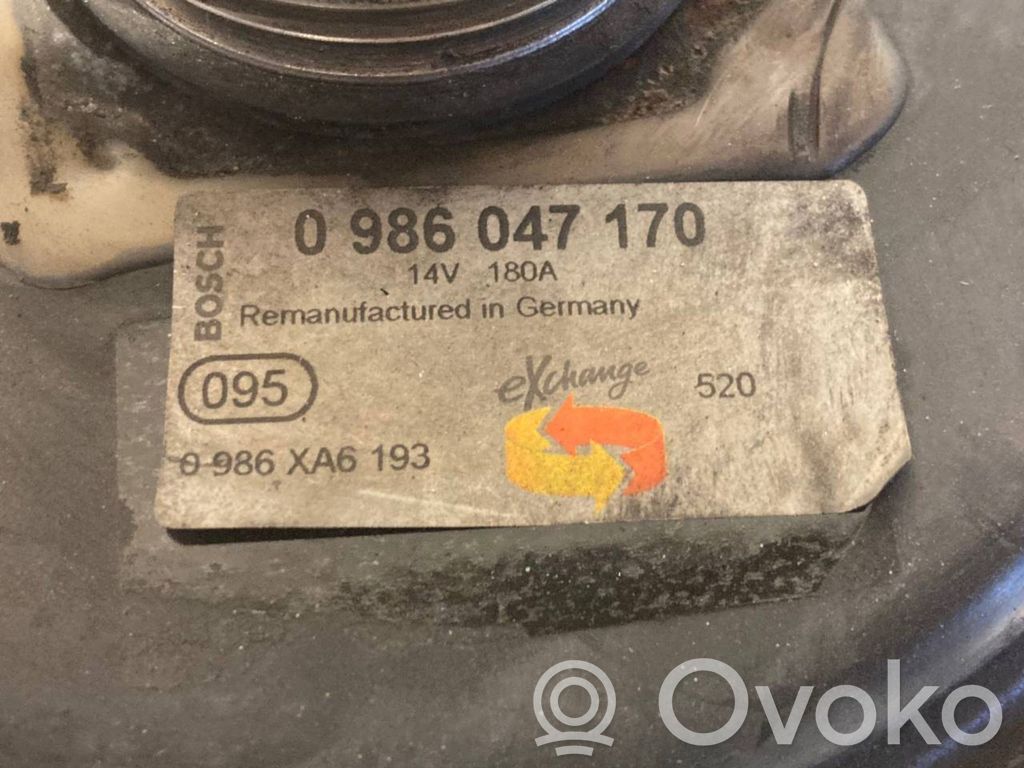 BOSCH
0 986 047 170
14V 180A
Remanufactured in Germany
095
eXchange
520
0 986 XA6 193
Ovoko